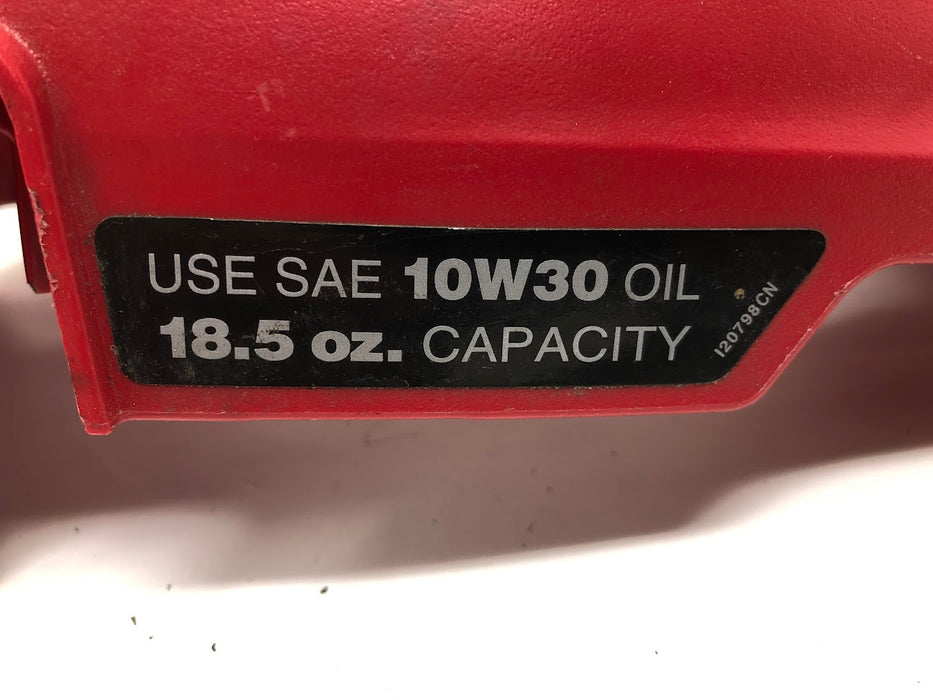 USE SAE 10W30 OIL
18.5 oz. CAPACITY
120798CN